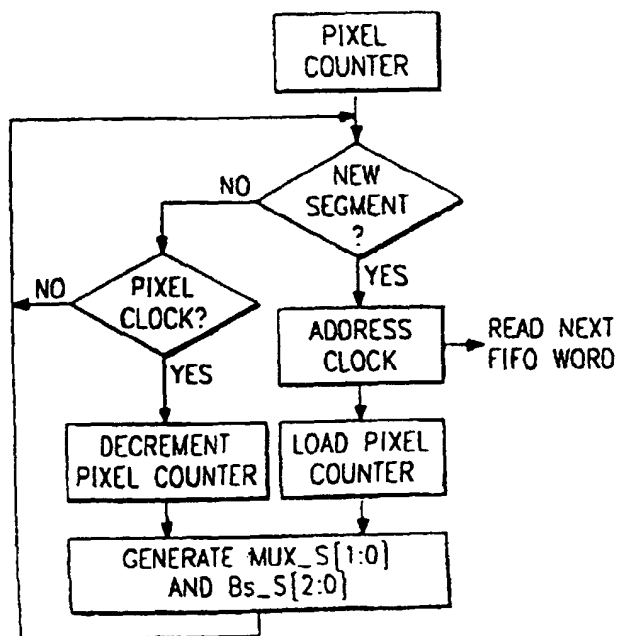 PIXEL
COUNTER
NEW
SEGMENT
?
NO
YES
PIXEL
CLOCK?
NO
YES
ADDRESS
CLOCK
READ NEXT
FIFO WORD
DECREMENT
PIXEL COUNTER
LOAD PIXEL
COUNTER
GENERATE MUX_S[1:0]
AND Bs_S[2:0]